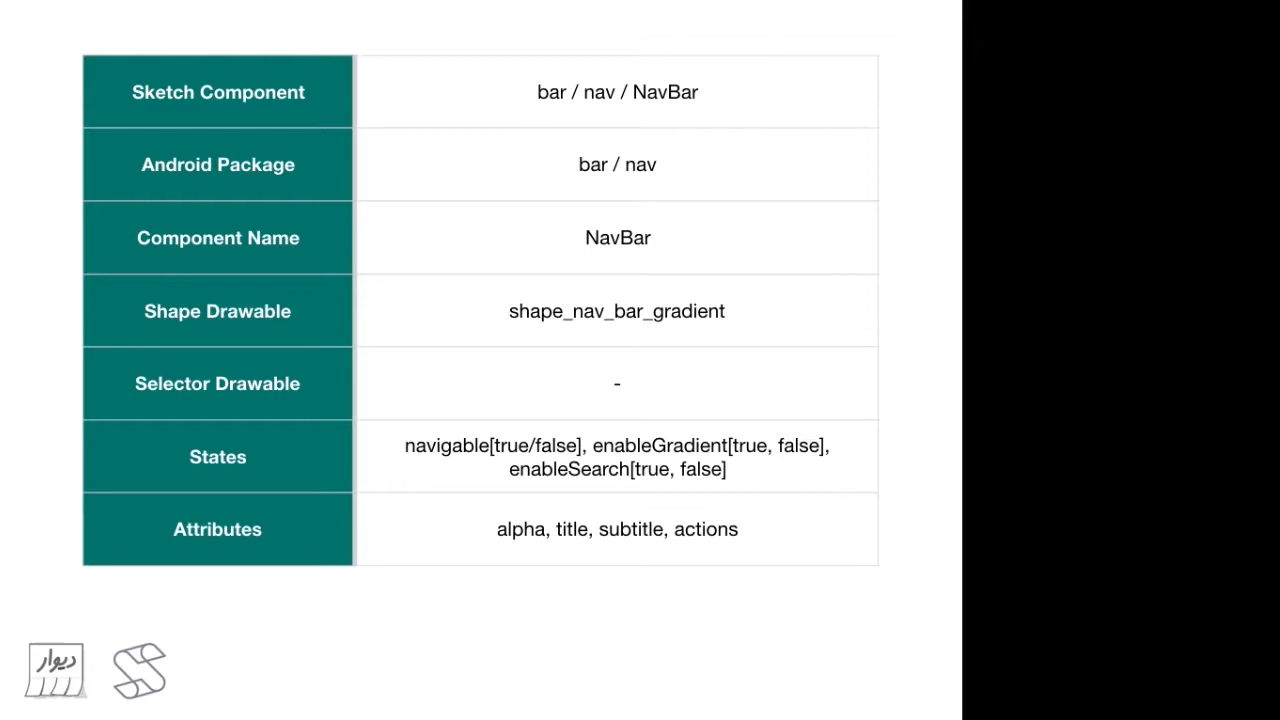 Sketch Component
bar / nav / NavBar
Android Package
bar / nav
Component Name
NavBar
Shape Drawable
shape_nav_bar_gradient
Selector Drawable
-
States
navigable[true/false], enableGradient[true, false],
enableSearch[true, false]
Attributes
alpha, title, subtitle, actions
دیوار